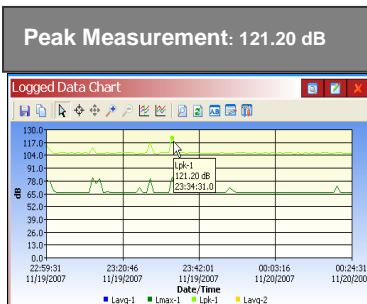 Peak Measurement: 121.20 dB
Logged Data Chart
130.0
117.0
104.0
91.0
78.0
65.0
52.0
39.0
26.0
13.0
0.0
dB
Lpk-1
121.20 dB
23:34:31.0
22:59:31 23:20:46 23:42:01 00:03:16 00:24:31
11/19/2007 11/19/2007 11/19/2007 11/20/2007 11/20/200
Date/Time
Lavg-1 Lmax-1 Lpk-1 Lavg-2